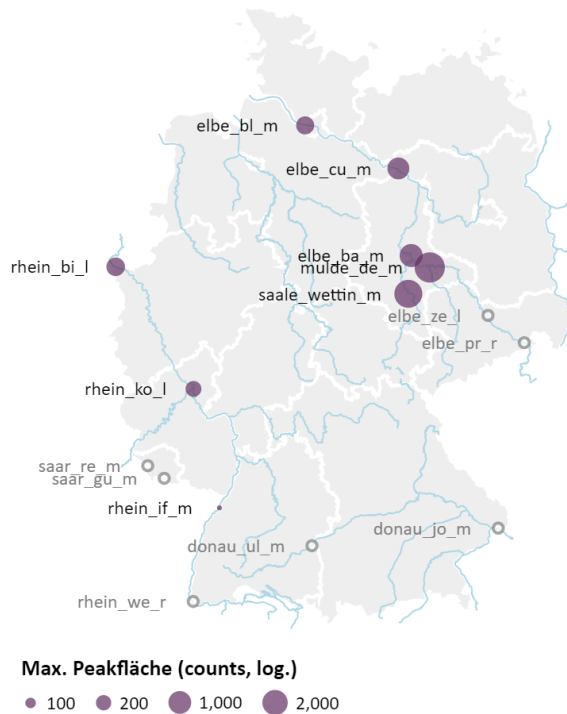 elbe_bl_m
elbe_cu_m
elbe_ba_m
rhein_bi_l
mulde_de_m
saale_wettin_m
elbe_ze_l
elbe_pr_r
rhein_ko_l
saar_re_m
saar_gu_m
rhein_if_m
donau_jo_m
donau_ul_m
rhein_we_r
Max. Peakfläche (counts, log.)
100 200 1,000 2,000